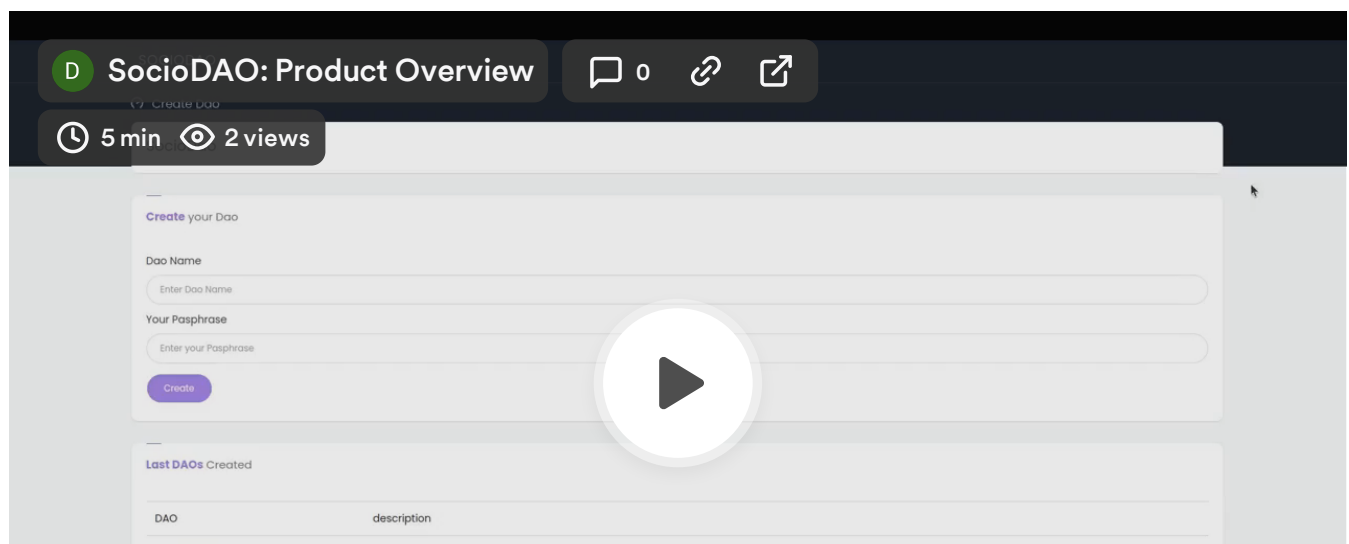 D SocioDAO: Product Overview 0
Create Dao
5 min 2 views
Create your Dao
Dao Name
Enter Dao Name
Your Pasphrase
Enter your Pasphrase
Create
Last DAOs Created
DAO description